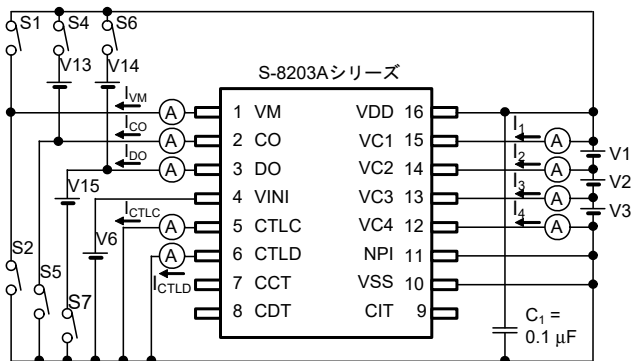 S1 S4 S6
V13 V14
S-8203Aシリーズ
IVM A 1 VM VDD 16
ICO A 2 CO VC1 15 I1 A V1
IDO A 3 DO VC2 14 I2 A V2
V15 4 VINI VC3 13 I3 A V3
ICTLC A 5 CTLC VC4 12 I4 A
S2 V6 A 6 CTLD NPI 11
S5 ICTLD 7 CCT VSS 10
S7 8 CDT CIT 9
C1 =
0.1 μF